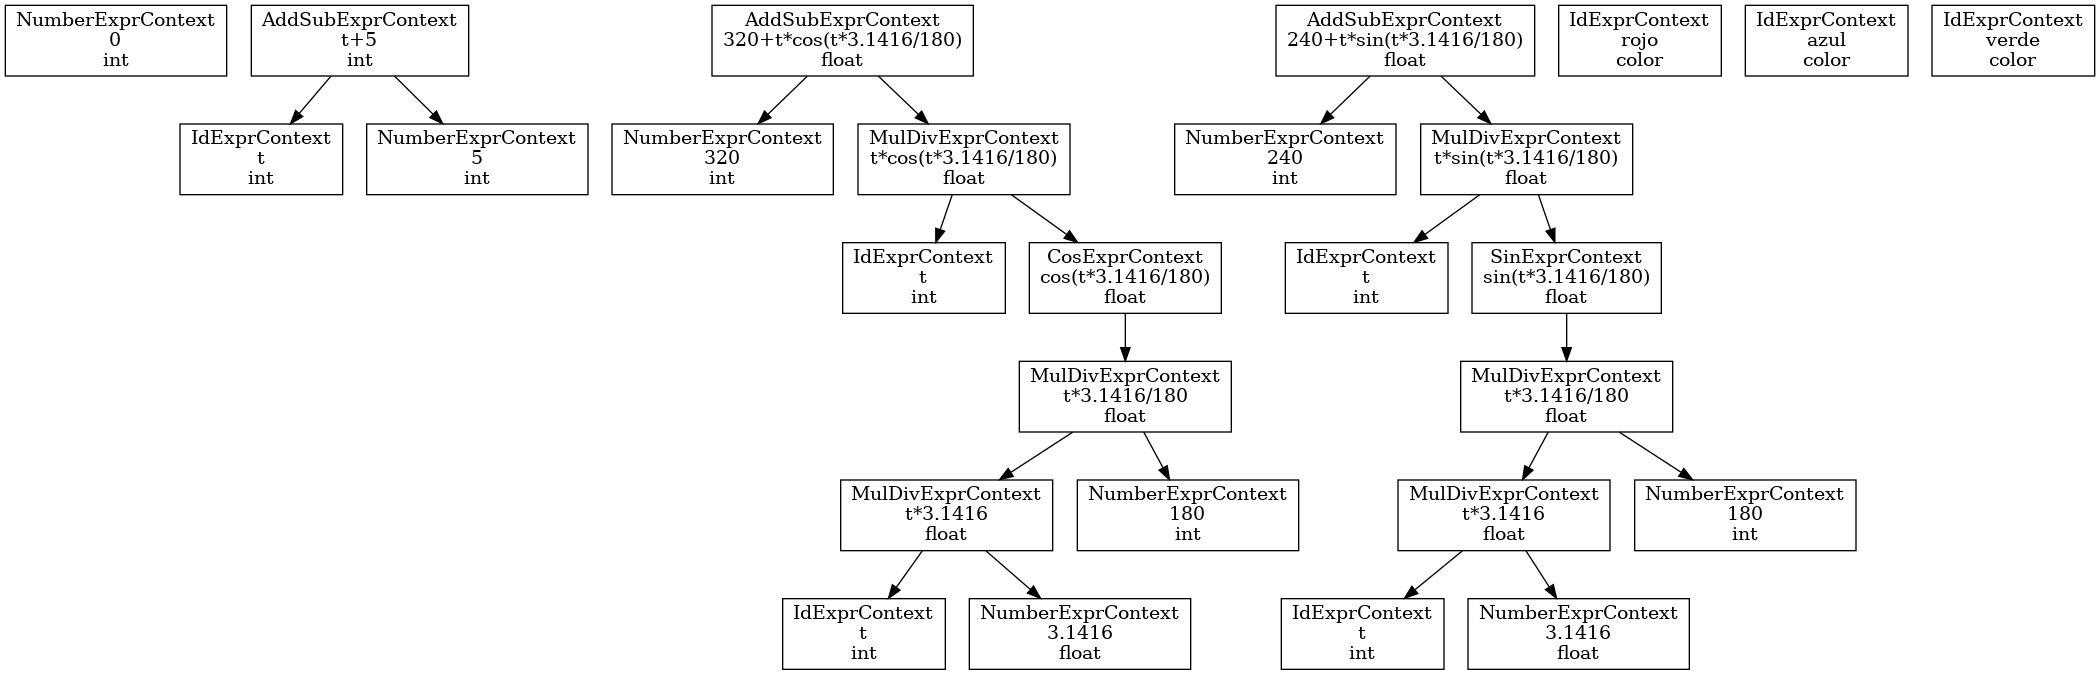 NumberExprContext
0
int
AddSubExprContext
t+5
int
AddSubExprContext
320+t*cos(t*3.1416/180)
float
AddSubExprContext
240+t*sin(t*3.1416/180)
float
IdExprContext
rojo
color
IdExprContext
azul
color
IdExprContext
verde
color
IdExprContext
t
int
NumberExprContext
5
int
NumberExprContext
320
int
MulDivExprContext
t*cos(t*3.1416/180)
float
NumberExprContext
240
int
MulDivExprContext
t*sin(t*3.1416/180)
float
IdExprContext
t
int
CosExprContext
cos(t*3.1416/180)
float
IdExprContext
t
int
SinExprContext
sin(t*3.1416/180)
float
MulDivExprContext
t*3.1416/180
float
MulDivExprContext
t*3.1416/180
float
MulDivExprContext
t*3.1416
float
NumberExprContext
180
int
MulDivExprContext
t*3.1416
float
NumberExprContext
180
int
IdExprContext
t
int
NumberExprContext
3.1416
float
IdExprContext
t
int
NumberExprContext
3.1416
float